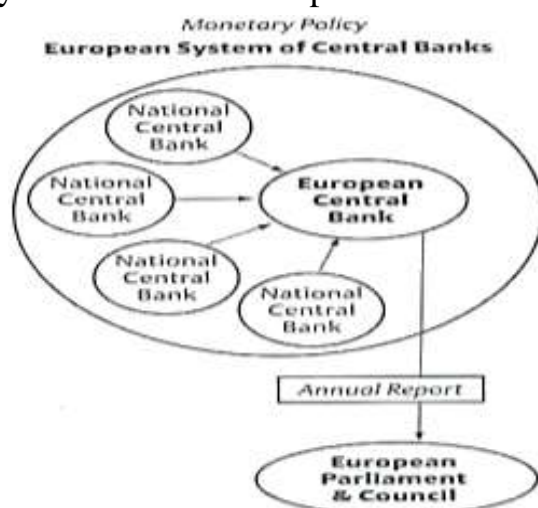 Monetary Policy
European System of Central Banks
National
Central
Bank
National
Central
Bank
European
Central
Bank
National
Central
Bank
National
Central
Bank
Annual Report
European
Parliament
& Council